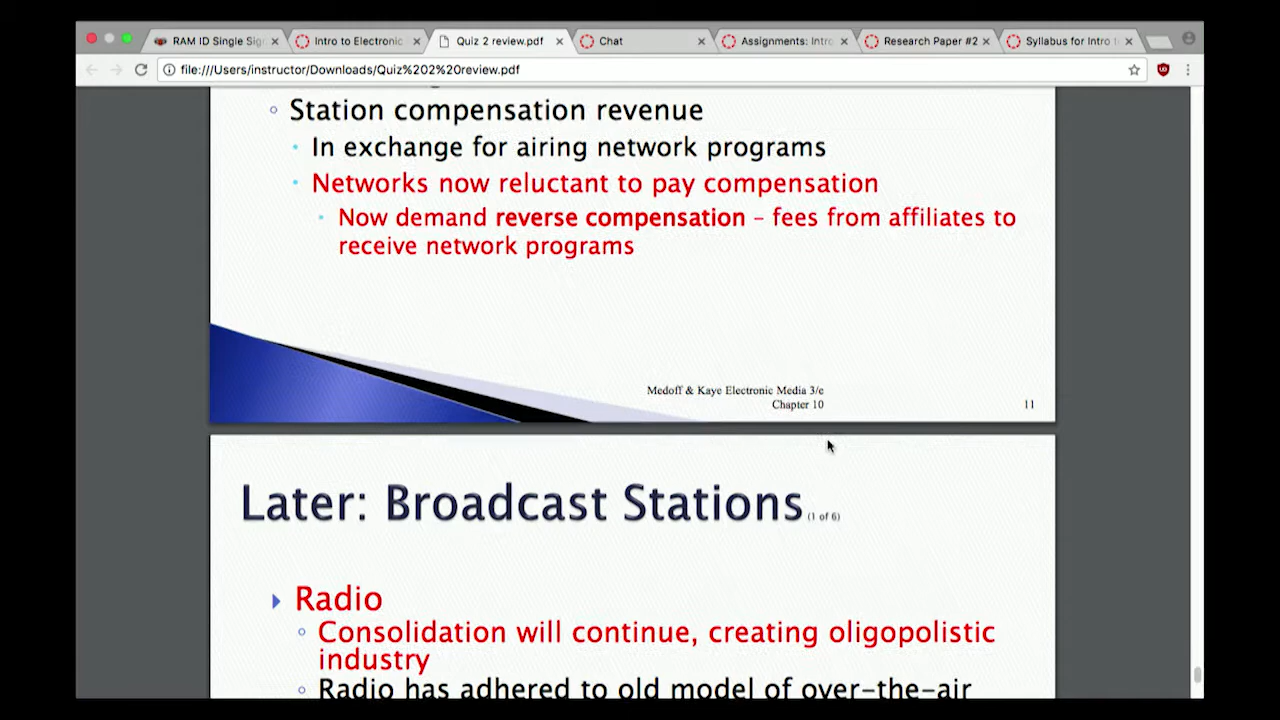 RAM ID Single Sig
Intro to Electronic
Quiz 2 review.pdf
Chat
Assignments: Intro
Research Paper #2
Syllabus for Intro t
file:///Users/instructor/Downloads/Quiz%202%20review.pdf
Station compensation revenue
In exchange for airing network programs
Networks now reluctant to pay compensation
Now demand reverse compensation – fees from affiliates to
receive network programs
Medoff & Kaye Electronic Media 3/e
Chapter 10
11
Later: Broadcast Stations (1 of 6)
Radio
Consolidation will continue, creating oligopolistic
industry
Radio has adhered to old model of over-the-air